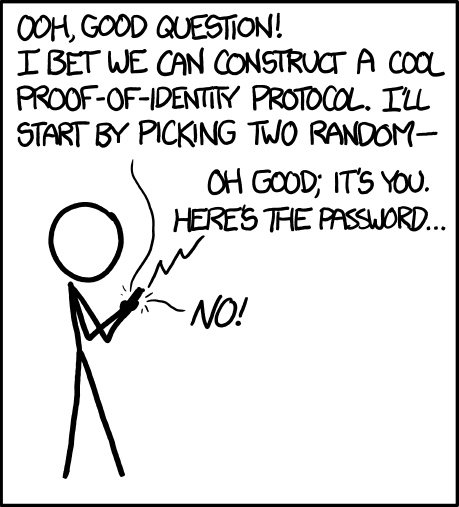 OOH, GOOD QUESTION!
I BET WE CAN CONSTRUCT A COOL
PROOF-OF-IDENTITY PROTOCOL. I'LL
START BY PICKING TWO RANDOM—
OH GOOD; IT'S YOU.
HERE'S THE PASSWORD...
NO!